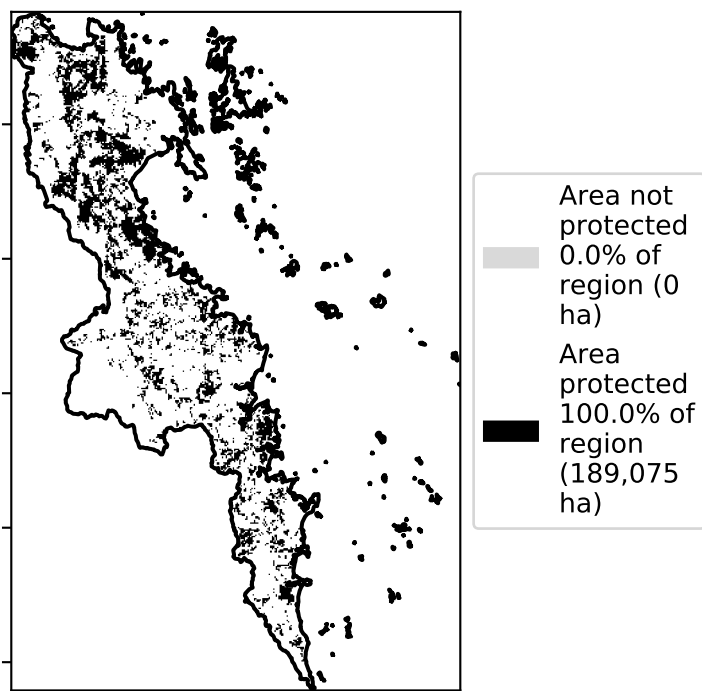 Area not
protected
0.0% of
region (0
ha)
Area
protected
100.0% of
region
(189,075
ha)